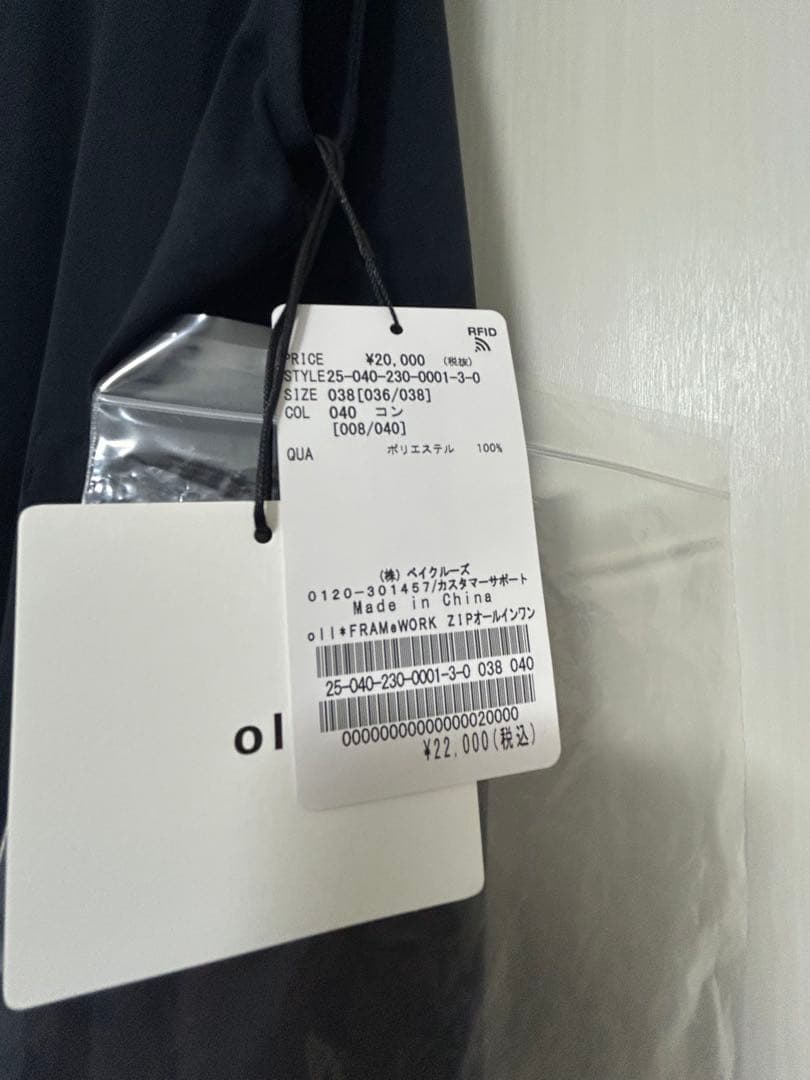 RFID
PRICE ¥20,000 (税抜)
STYLE25-040-230-0001-3-0
SIZE 038[036/038]
COL 040 コン
[008/040]
QUA ポリエステル 100%
(株) ベイクルーズ
0120-301457/カスタマーサポート
Made in China
oll*FRAMeWORK ZIPオールインワン
25-040-230-0001-3-0 038 040
00000000000000020000
¥22,000(税込)
ol